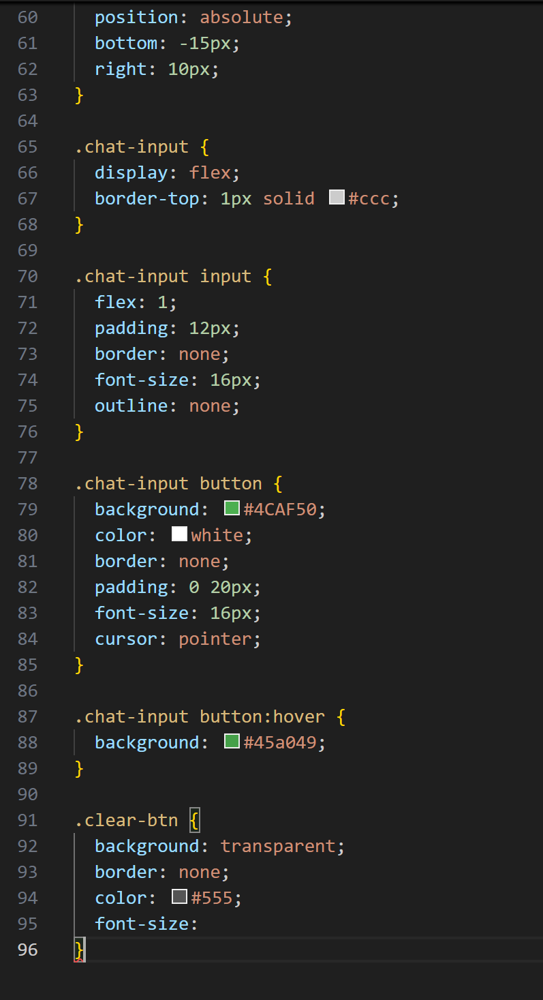 60 position: absolute;
61 bottom: -15px;
62 right: 10px;
63 }
64
65 .chat-input {
66 display: flex;
67 border-top: 1px solid #ccc;
68 }
69
70 .chat-input input {
71 flex: 1;
72 padding: 12px;
73 border: none;
74 font-size: 16px;
75 outline: none;
76 }
77
78 .chat-input button {
79 background: #4CAF50;
80 color: white;
81 border: none;
82 padding: 0 20px;
83 font-size: 16px;
84 cursor: pointer;
85 }
86
87 .chat-input button:hover {
88 background: #45a049;
89 }
90
91 .clear-btn {
92 background: transparent;
93 border: none;
94 color: #555;
95 font-size:
96 }